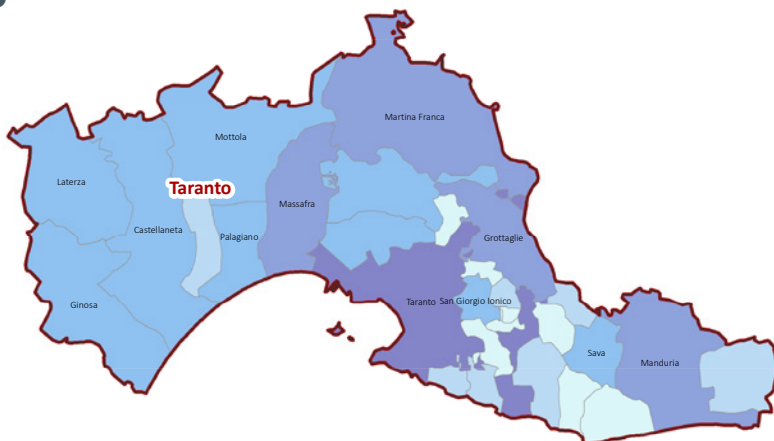 Martina Franca
Mottola
Laterza
Taranto
Massafra
Castellaneta
Palagiano
Grottaglie
Ginosa
Taranto
San Giorgio Ionico
Sava
Manduria